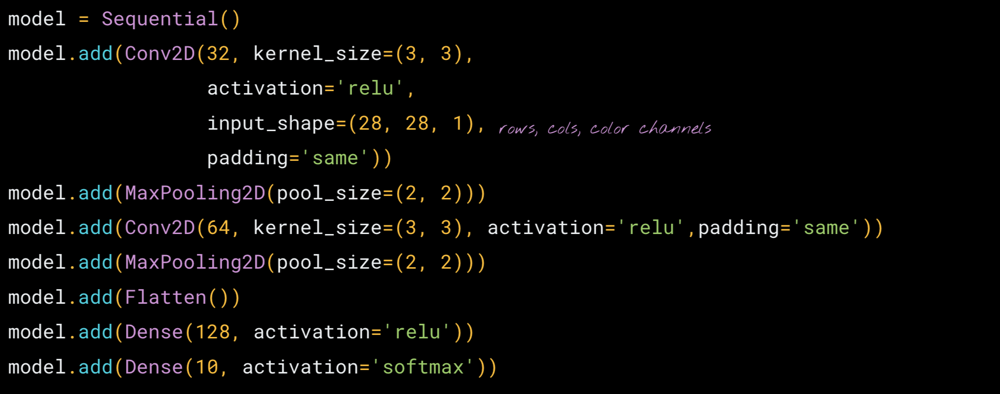 model = Sequential()
model.add(Conv2D(32, kernel_size=(3, 3),
activation='relu',
input_shape=(28, 28, 1), rows, cols, color channels
padding='same'))
model.add(MaxPooling2D(pool_size=(2, 2)))
model.add(Conv2D(64, kernel_size=(3, 3), activation='relu',padding='same'))
model.add(MaxPooling2D(pool_size=(2, 2)))
model.add(Flatten())
model.add(Dense(128, activation='relu'))
model.add(Dense(10, activation='softmax'))